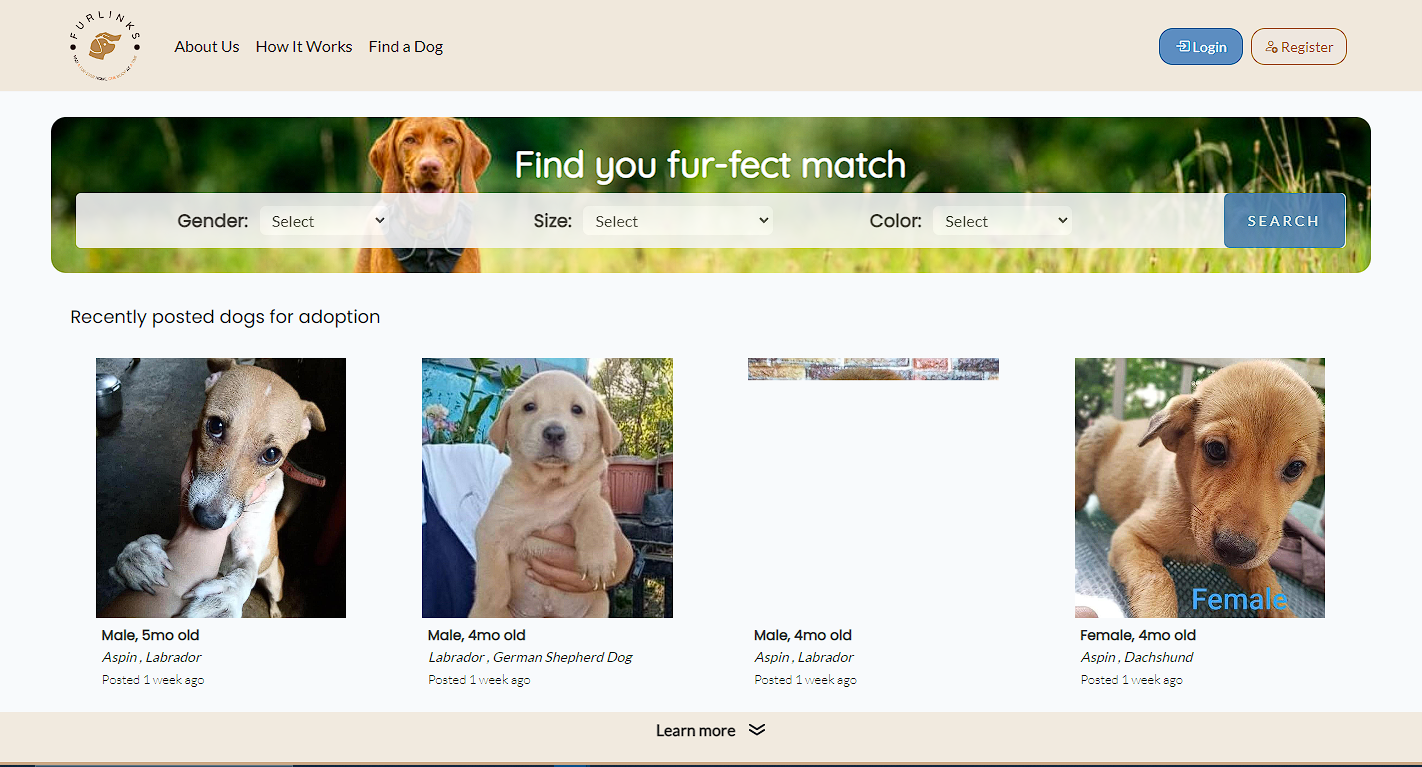 FURLINKS
About Us How It Works Find a Dog
Login Register
Find you fur-fect match
Gender: Select Size: Select Color: Select SEARCH
Recently posted dogs for adoption
Female
Male, 5mo old Male, 4mo old Male, 4mo old Female, 4mo old
Aspin , Labrador Labrador , German Shepherd Dog Aspin , Labrador Aspin , Dachshund
Posted 1 week ago Posted 1 week ago Posted 1 week ago Posted 1 week ago
Learn more